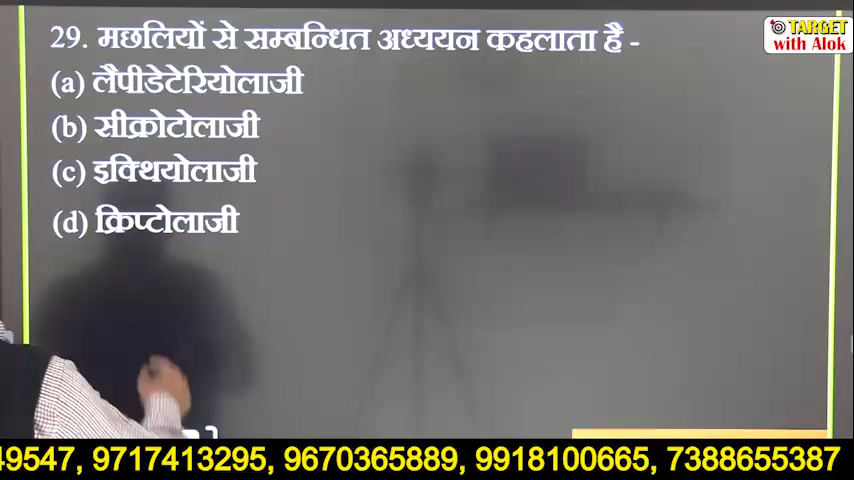 29. मछलियों से सम्बन्धित अध्ययन कहलाता है -
(a) लैपीडेटेरियोलाजी
(b) सीक्रोटोलाजी
(c) इक्थियोलाजी
(d) क्रिप्टोलाजी
TARGET
with Alok
49547, 9717413295, 9670365889, 9918100665, 7388655387